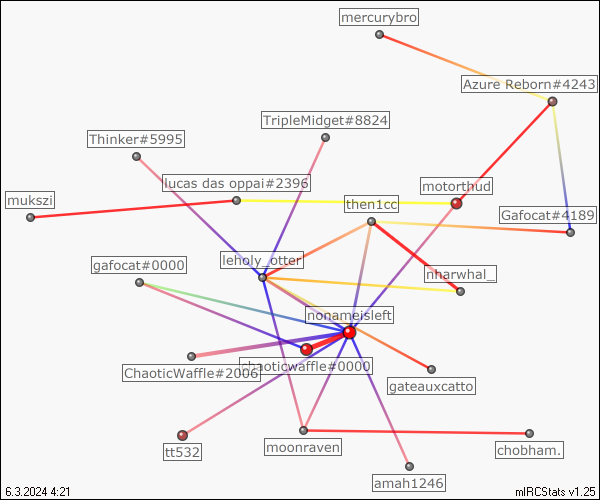 mercurybro
Azure Reborn#4243
TripleMidget#8824
Thinker#5995
lucas das oppai#2396
motorthud
mukszi
then1cc
Gafocat#4189
leholy_otter
gafocat#0000
nharwhal_
nonameisleft
chaoticwaffle#0000
ChaoticWaffle#2006
gateauxcatto
moonraven
tt532
chobham.
amah1246
6.3.2024 4:21
mIRCStats v1.25